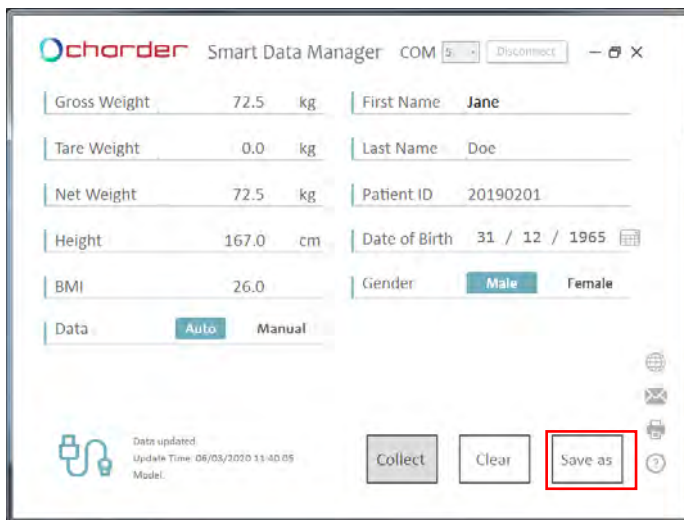 charder Smart Data Manager COM 5 Disconnect
Gross Weight 72.5 kg First Name Jane
Tare Weight 0.0 kg Last Name Doe
Net Weight 72.5 kg Patient ID 20190201
Height 167.0 cm Date of Birth 31 / 12 / 1965
BMI 26.0 Gender Male Female
Data Auto Manual
Data updated.
Update Time: 06/03/2020 11:40:05
Model:
Collect Clear Save as